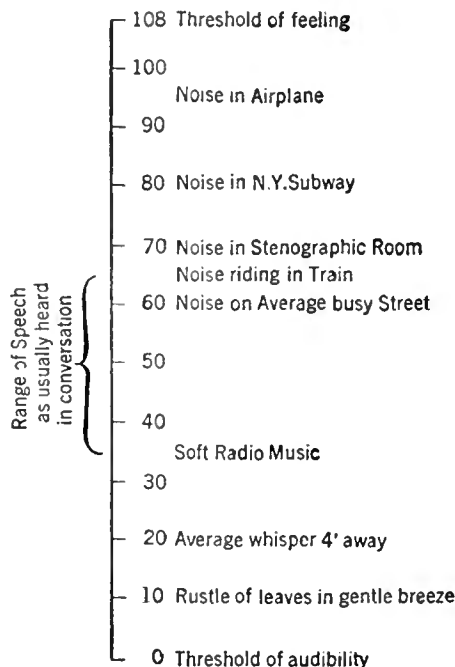 108 Threshold of feeling
100
Noise in Airplane
90
80 Noise in N.Y.Subway
70 Noise in Stenographic Room
Noise riding in Train
60 Noise on Average busy Street
50
40
Soft Radio Music
30
20 Average whisper 4' away
10 Rustle of leaves in gentle breeze
0 Threshold of audibility
Range of Speech
as usually heard
in conversation